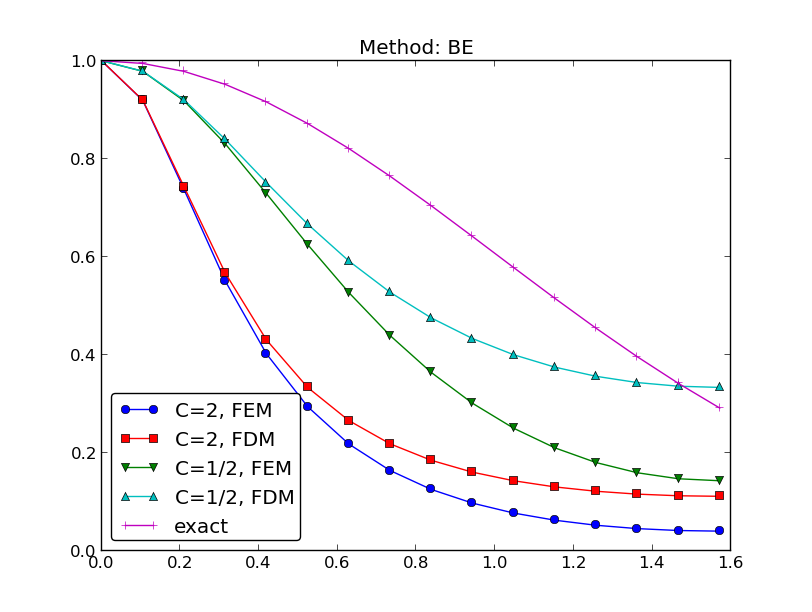 Method: BE
1.0
0.8
0.6
0.4
0.2
0.0
C=2, FEM
C=2, FDM
C=1/2, FEM
C=1/2, FDM
exact
0.0 0.2 0.4 0.6 0.8 1.0 1.2 1.4 1.6